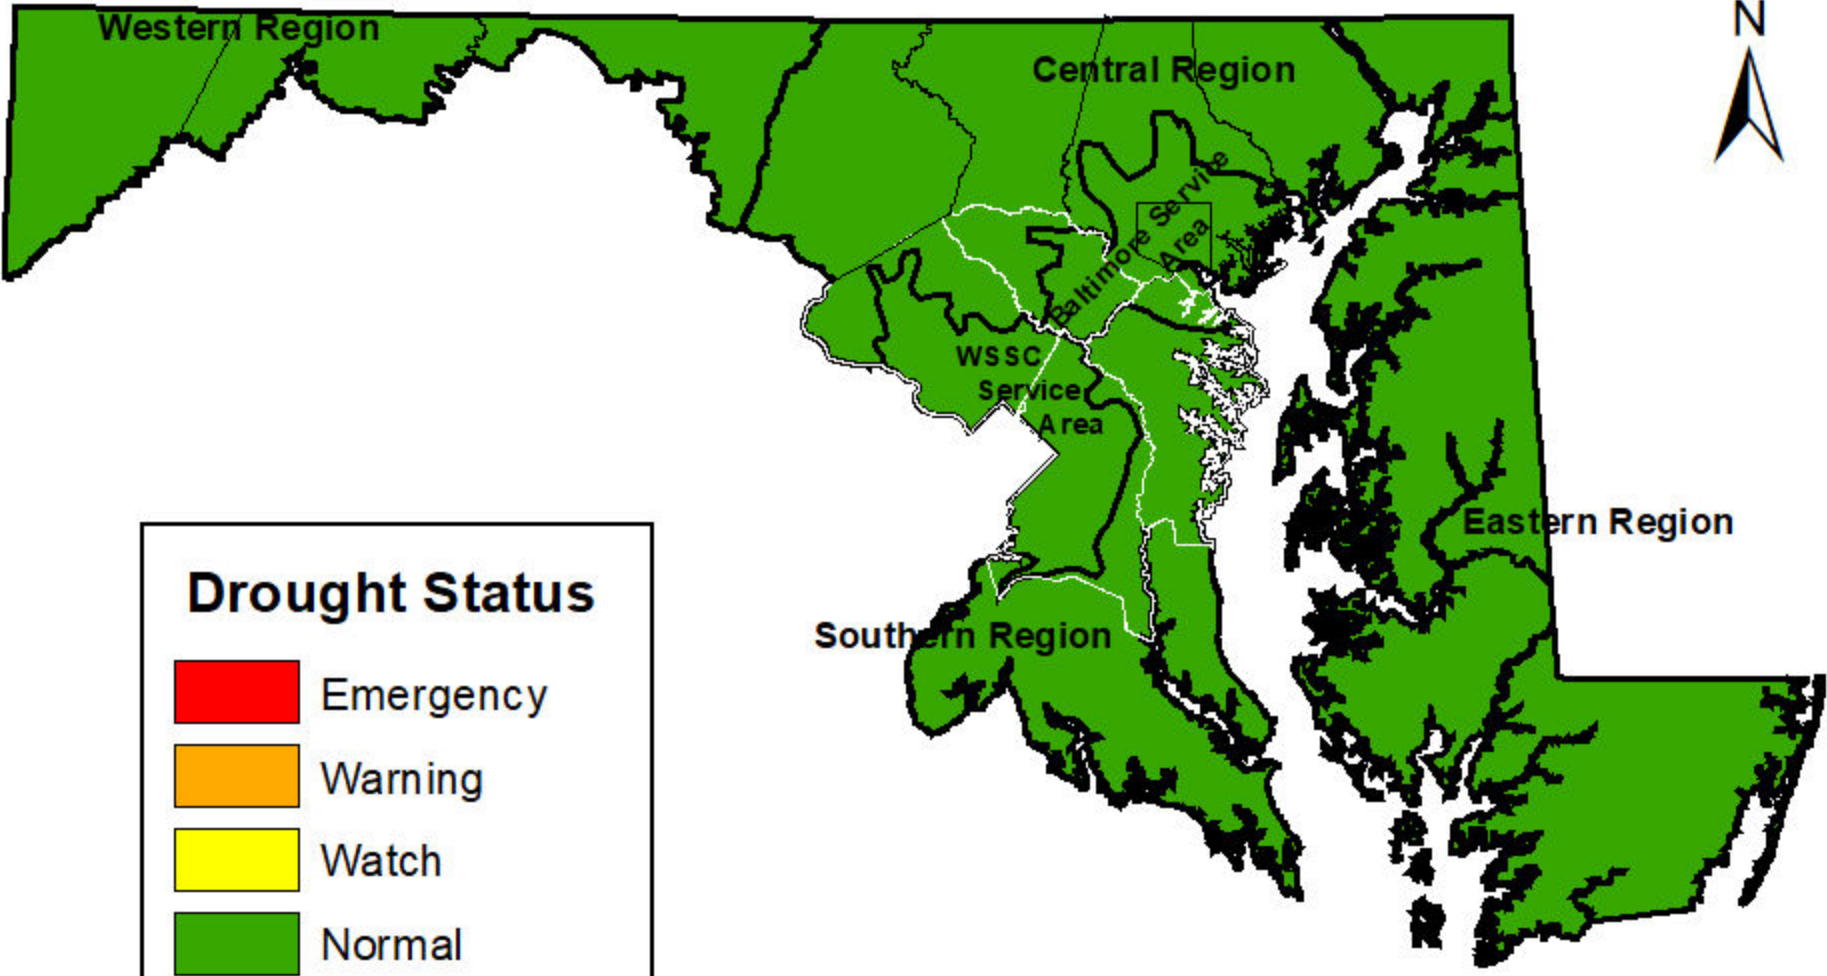 N
Western Region
Central Region
Baltimore Service
Area
WSSC
Service
Area
Eastern Region
Southern Region
Drought Status
Emergency
Warning
Watch
Normal